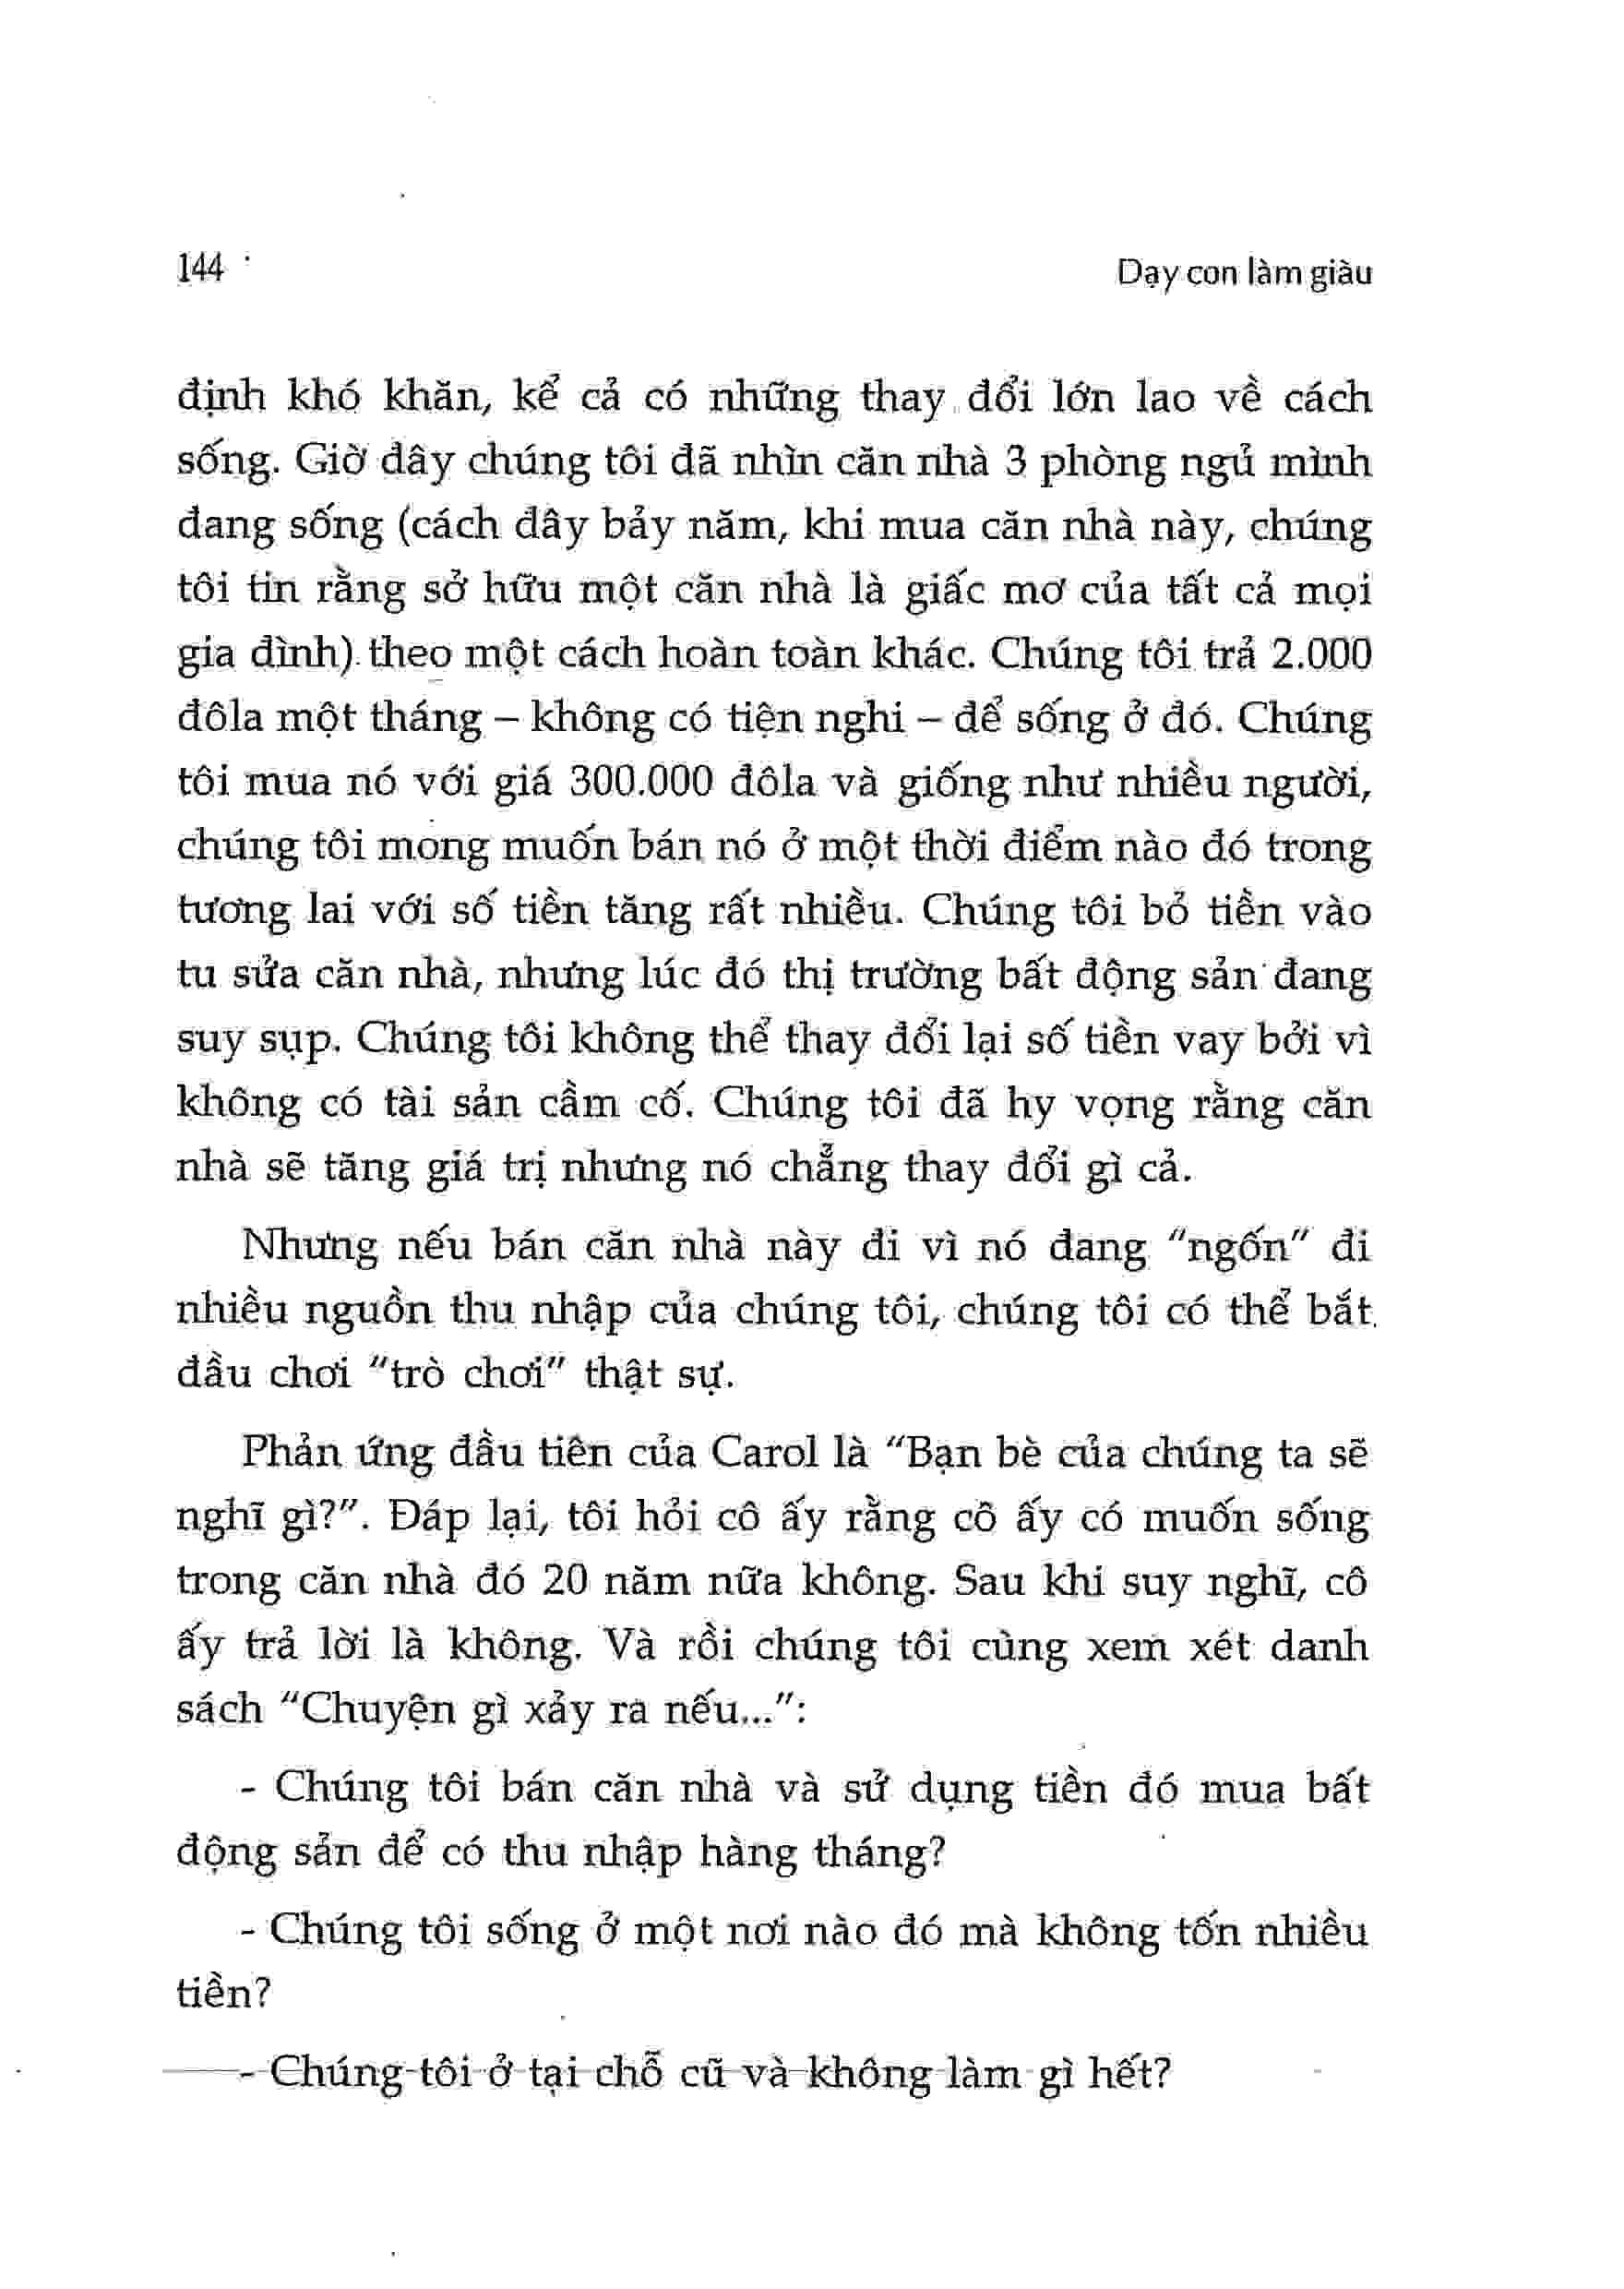 144
Dạy con làm giàu
định khó khăn, kể cả có những thay đổi lớn lao về cách
sống. Giờ đây chúng tôi đã nhìn căn nhà 3 phòng ngủ mình
đang sống (cách đây bảy năm, khi mua căn nhà này, chúng
tôi tin rằng sở hữu một căn nhà là giấc mơ của tất cả mọi
gia đình) theo một cách hoàn toàn khác. Chúng tôi trả 2.000
đôla một tháng – không có tiện nghi – để sống ở đó. Chúng
tôi mua nó với giá 300.000 đôla và giống như nhiều người,
chúng tôi mong muốn bán nó ở một thời điểm nào đó trong
tương lai với số tiền tăng rất nhiều. Chúng tôi bỏ tiền vào
tu sửa căn nhà, nhưng lúc đó thị trường bất động sản đang
suy sụp. Chúng tôi không thể thay đổi lại số tiền vay bởi vì
không có tài sản cầm cố. Chúng tôi đã hy vọng rằng căn
nhà sẽ tăng giá trị nhưng nó chẳng thay đổi gì cả.
Nhưng nếu bán căn nhà này đi vì nó đang “ngốn” đi
nhiều nguồn thu nhập của chúng tôi, chúng tôi có thể bắt
đầu chơi “trò chơi” thật sự.
Phản ứng đầu tiên của Carol là “Bạn bè của chúng ta sẽ
nghĩ gì?”. Đáp lại, tôi hỏi cô ấy rằng cô ấy có muốn sống
trong căn nhà đó 20 năm nữa không. Sau khi suy nghĩ, cô
ấy trả lời là không. Và rồi chúng tôi cùng xem xét danh
sách “Chuyện gì xảy ra nếu...”:
- Chúng tôi bán căn nhà và sử dụng tiền đó mua bất
động sản để có thu nhập hàng tháng?
- Chúng tôi sống ở một nơi nào đó mà không tốn nhiều
tiền?
- Chúng tôi ở tại chỗ cũ và không làm gì hết?